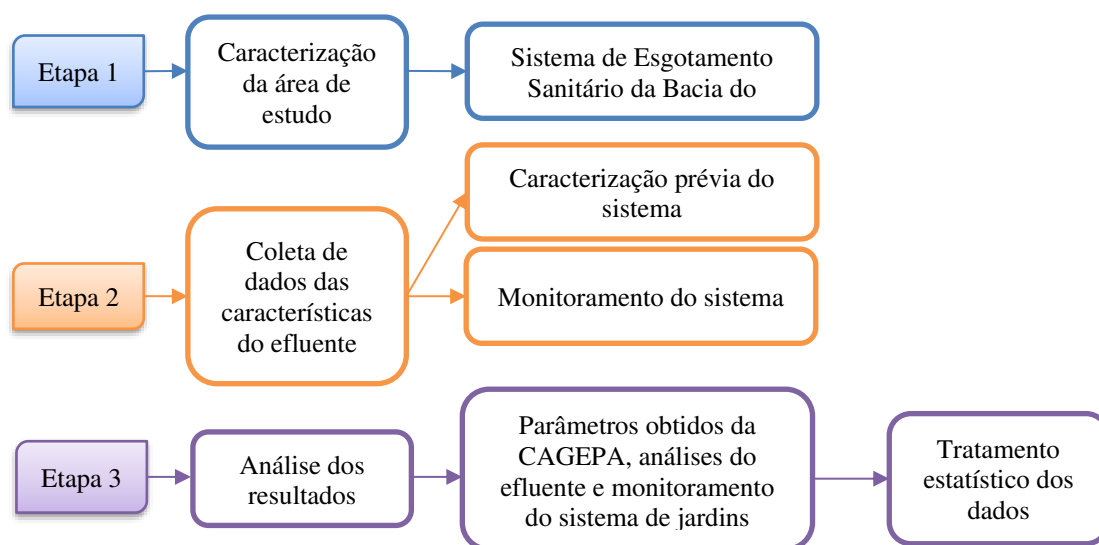 Etapa 1
Caracterização
da área de
estudo
Sistema de Esgotamento
Sanitário da Bacia do
Etapa 2
Coleta de
dados das
características
do efluente
Caracterização prévia do
sistema
Monitoramento do sistema
Etapa 3
Análise dos
resultados
Parâmetros obtidos da
CAGEPA, análises do
efluente e monitoramento
do sistema de jardins
Tratamento
estatístico dos
dados